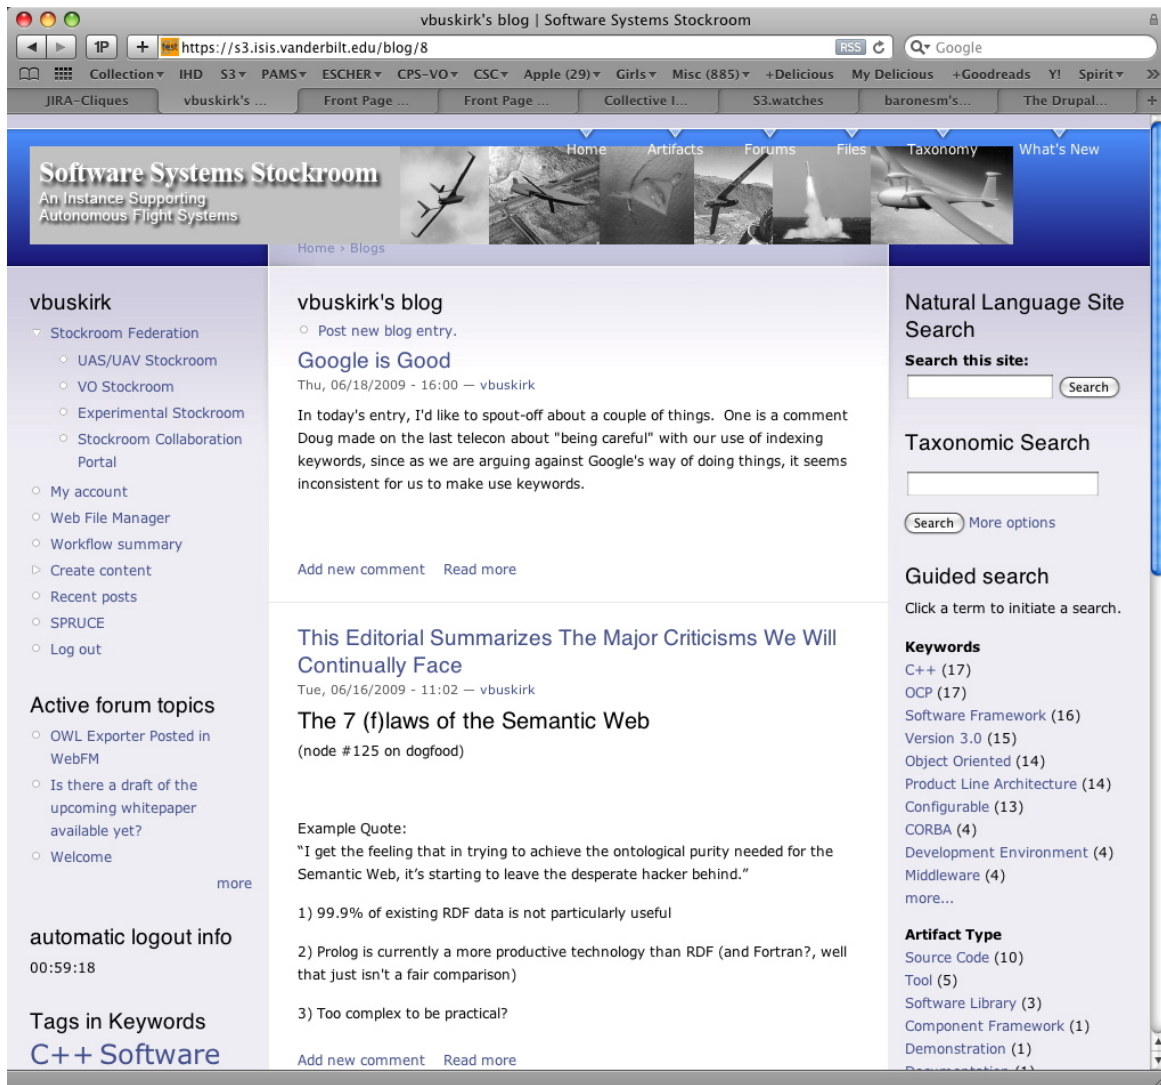 vbuskirk's blog | Software Systems Stockroom
1P + test https://s3.isis.vanderbilt.edu/blog/8 RSS Google
Collection IHD S3 PAMS ESCHER CPS-VO CSC Apple (29) Girls Misc (885) +Delicious My Delicious +Goodreads Y! Spirit »
JIRA-Cliques vbuskirk's ... Front Page ... Front Page ... Collective I... S3.watches baronesm's... The Drupal... +
Home Artifacts Forums Files Taxonomy What's New
Software Systems Stockroom
An Instance Supporting
Autonomous Flight Systems
Home › Blogs
vbuskirk
Stockroom Federation
UAS/UAV Stockroom
VO Stockroom
Experimental Stockroom
Stockroom Collaboration
Portal
My account
Web File Manager
Workflow summary
Create content
Recent posts
SPRUCE
Log out
Active forum topics
OWL Exporter Posted in
WebFM
Is there a draft of the
upcoming whitepaper
available yet?
Welcome
more
automatic logout info
00:59:18
Tags in Keywords
C++ Software
vbuskirk's blog
Post new blog entry.
Google is Good
Thu, 06/18/2009 - 16:00 — vbuskirk
In today's entry, I'd like to spout-off about a couple of things. One is a comment
Doug made on the last telecon about "being careful" with our use of indexing
keywords, since as we are arguing against Google's way of doing things, it seems
inconsistent for us to make use keywords.
Add new comment Read more
This Editorial Summarizes The Major Criticisms We Will
Continually Face
Tue, 06/16/2009 - 11:02 — vbuskirk
The 7 (f)laws of the Semantic Web
(node #125 on dogfood)
Example Quote:
“I get the feeling that in trying to achieve the ontological purity needed for the
Semantic Web, it’s starting to leave the desperate hacker behind.”
1) 99.9% of existing RDF data is not particularly useful
2) Prolog is currently a more productive technology than RDF (and Fortran?, well
that just isn't a fair comparison)
3) Too complex to be practical?
Add new comment Read more
Natural Language Site
Search
Search this site:
Search
Taxonomic Search
Search More options
Guided search
Click a term to initiate a search.
Keywords
C++ (17)
OCP (17)
Software Framework (16)
Version 3.0 (15)
Object Oriented (14)
Product Line Architecture (14)
Configurable (13)
CORBA (4)
Development Environment (4)
Middleware (4)
more...
Artifact Type
Source Code (10)
Tool (5)
Software Library (3)
Component Framework (1)
Demonstration (1)
Documentation (1)